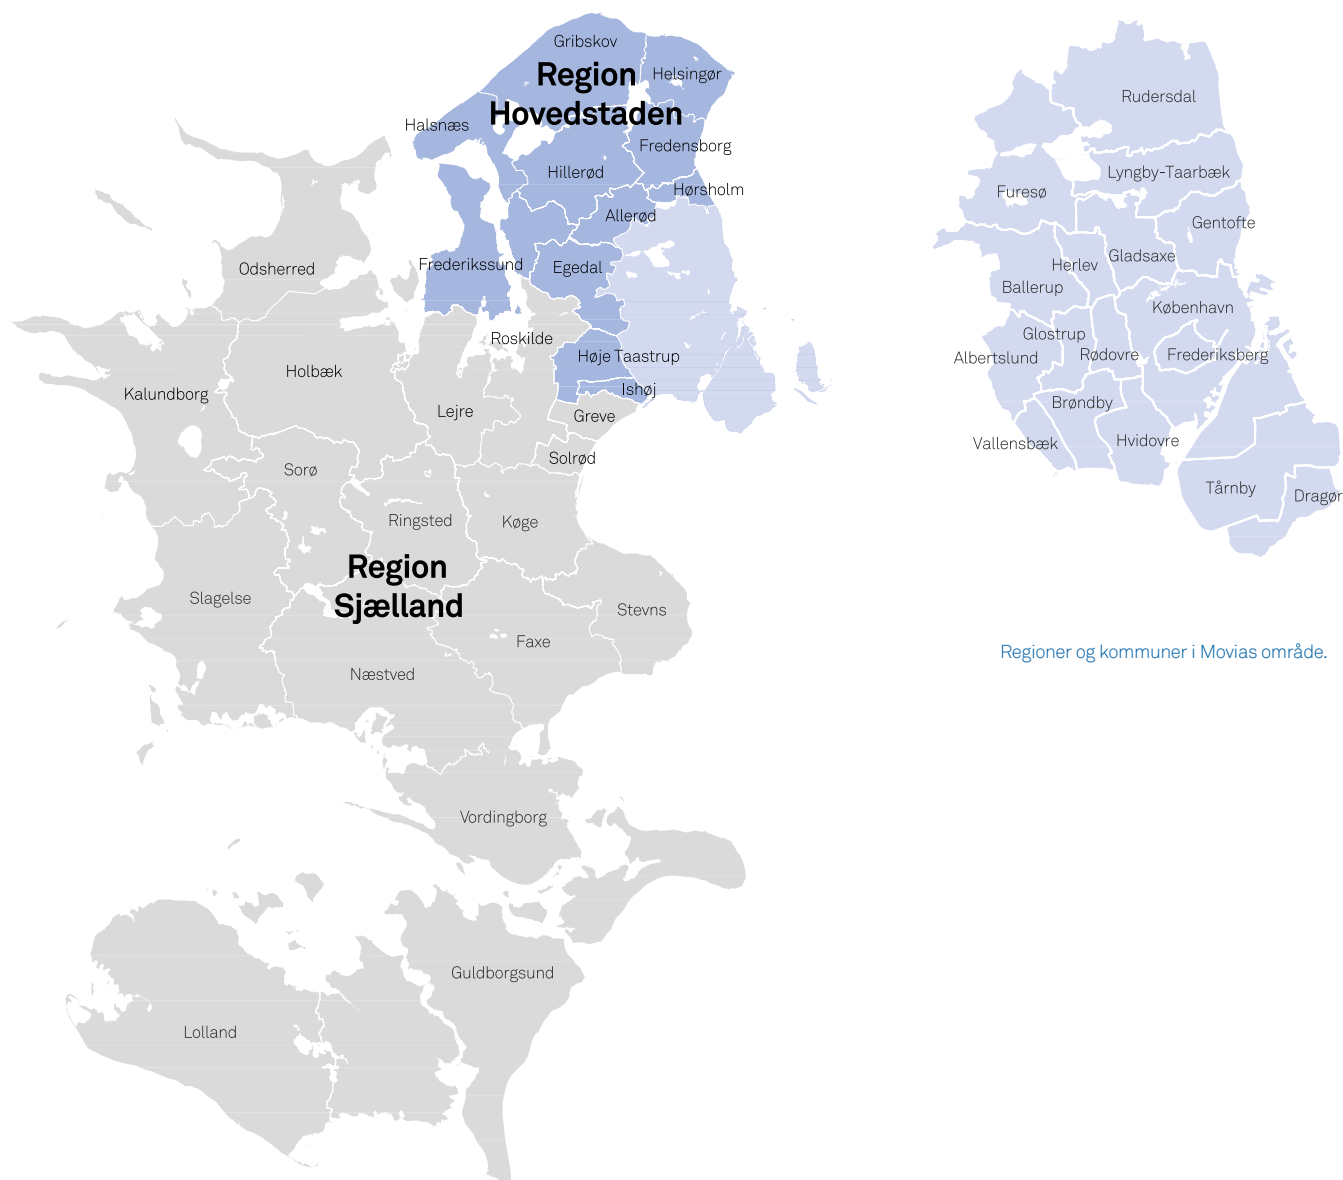 Gribskov
Region
Hovedstaden
Helsingør
Halsnæs
Fredensborg
Hillerød
Hørsholm
Allerød
Frederikssund
Egedal
Odsherred
Roskilde
Høje Taastrup
Ishøj
Holbæk
Kalundborg
Lejre
Greve
Solrød
Sorø
Ringsted
Køge
Region
Sjælland
Slagelse
Stevns
Faxe
Næstved
Vordingborg
Guldborgsund
Lolland
Rudersdal
Lyngby-Taarbæk
Furesø
Gentofte
Gladsaxe
Herlev
Ballerup
København
Glostrup
Albertslund
Rødovre
Frederiksberg
Brøndby
Vallensbæk
Hvidovre
Tårnby
Dragør
Regioner og kommuner i Movias område.